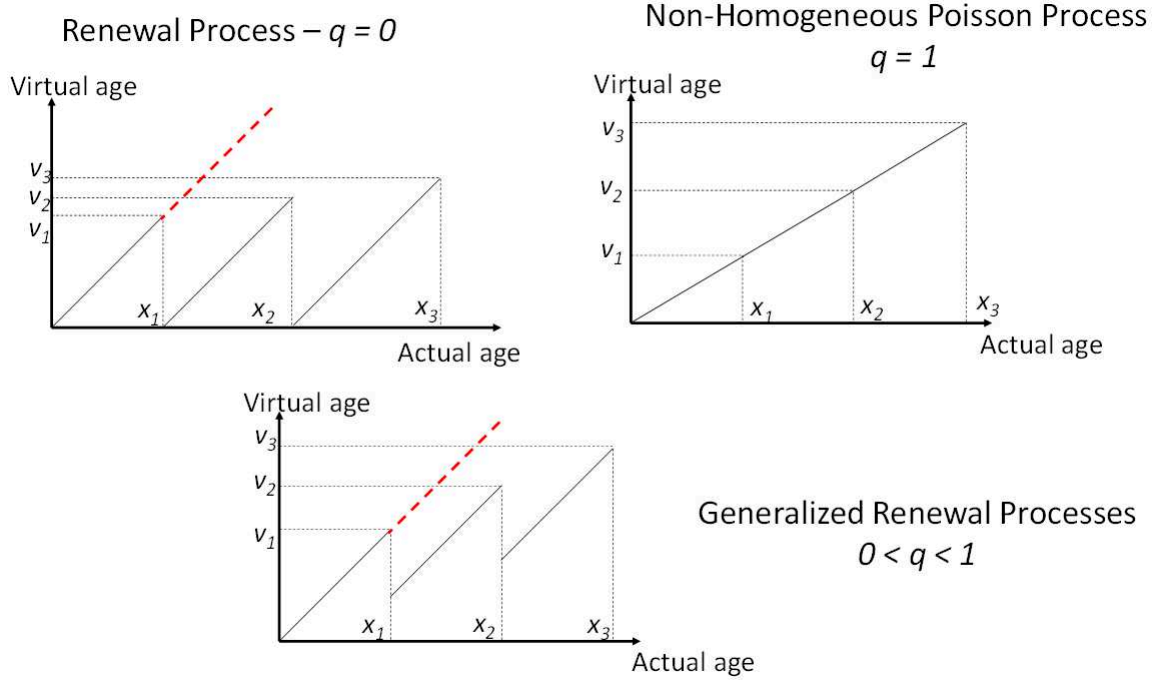 Renewal Process – q = 0
Virtual age
v3
v2
v1
x1
x2
x3
Actual age
Non-Homogeneous Poisson Process
q = 1
Virtual age
v3
v2
v1
x1
x2
x3
Actual age
Virtual age
v3
v2
v1
x1
x2
x3
Actual age
Generalized Renewal Processes
0 < q < 1